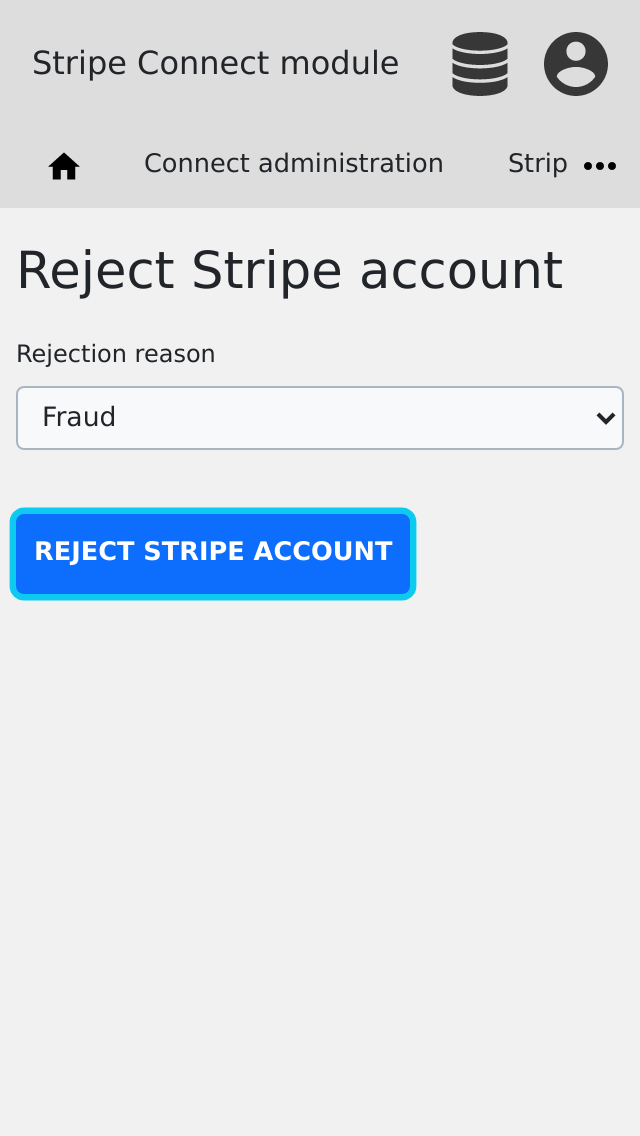 Stripe Connect module
Connect administration Strip
Reject Stripe account
Rejection reason
Fraud
REJECT STRIPE ACCOUNT